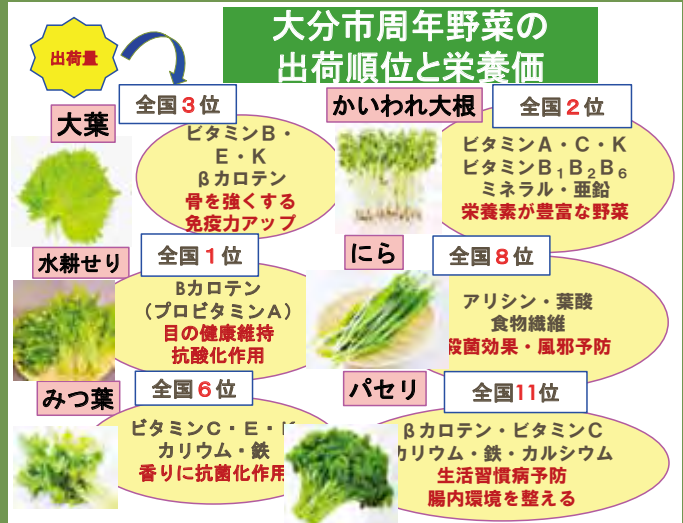 大分市周年野菜の
出荷順位と栄養価
出荷量
大葉
全国3位
ビタミンB・
E・K
βカロテン
骨を強くする
免疫力アップ
かいわれ大根
全国2位
ビタミンA・C・K
ビタミンB₁B₂B₆
ミネラル・亜鉛
栄養素が豊富な野菜
水耕せり
全国1位
Bカロテン
（プロビタミンA）
目の健康維持
抗酸化作用
にら
全国8位
アリシン・葉酸
食物繊維
殺菌効果・風邪予防
みつ葉
全国6位
ビタミンC・E・
カリウム・鉄
香りに抗菌化作用
パセリ
全国11位
βカロテン・ビタミンC
カリウム・鉄・カルシウム
生活習慣病予防
腸内環境を整える